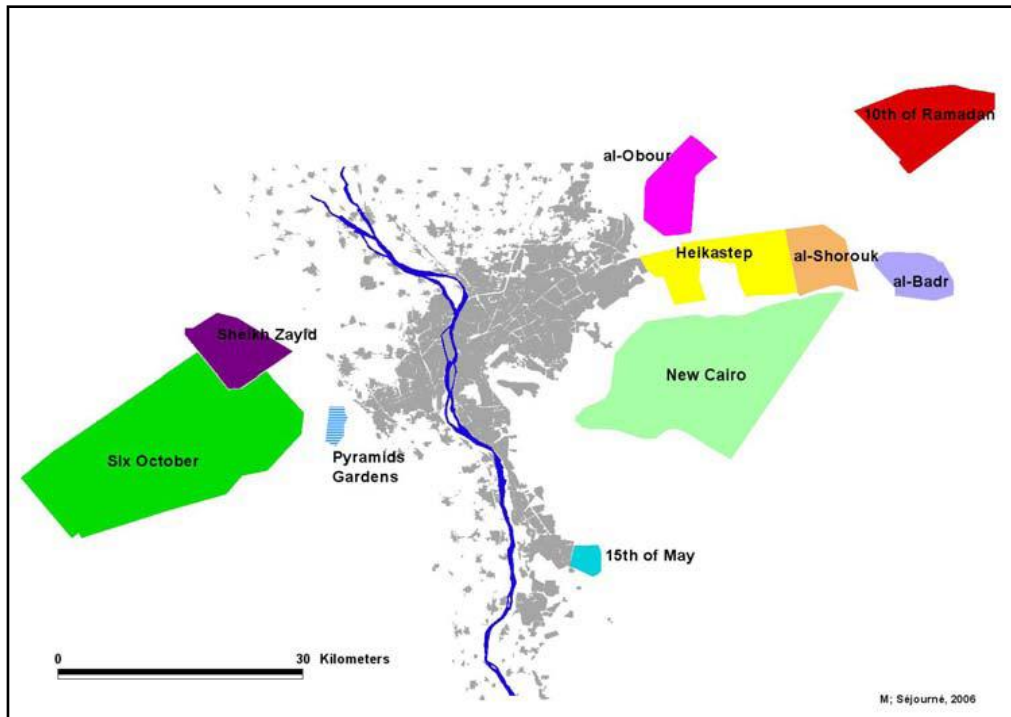 10th of Ramadan
al-Obour
Heikastep
al-Shorouk
al-Badr
Sheikh Zayid
New Cairo
Six October
Pyramids
Gardens
15th of May
0 30 Kilometers
M; Séjourné, 2006